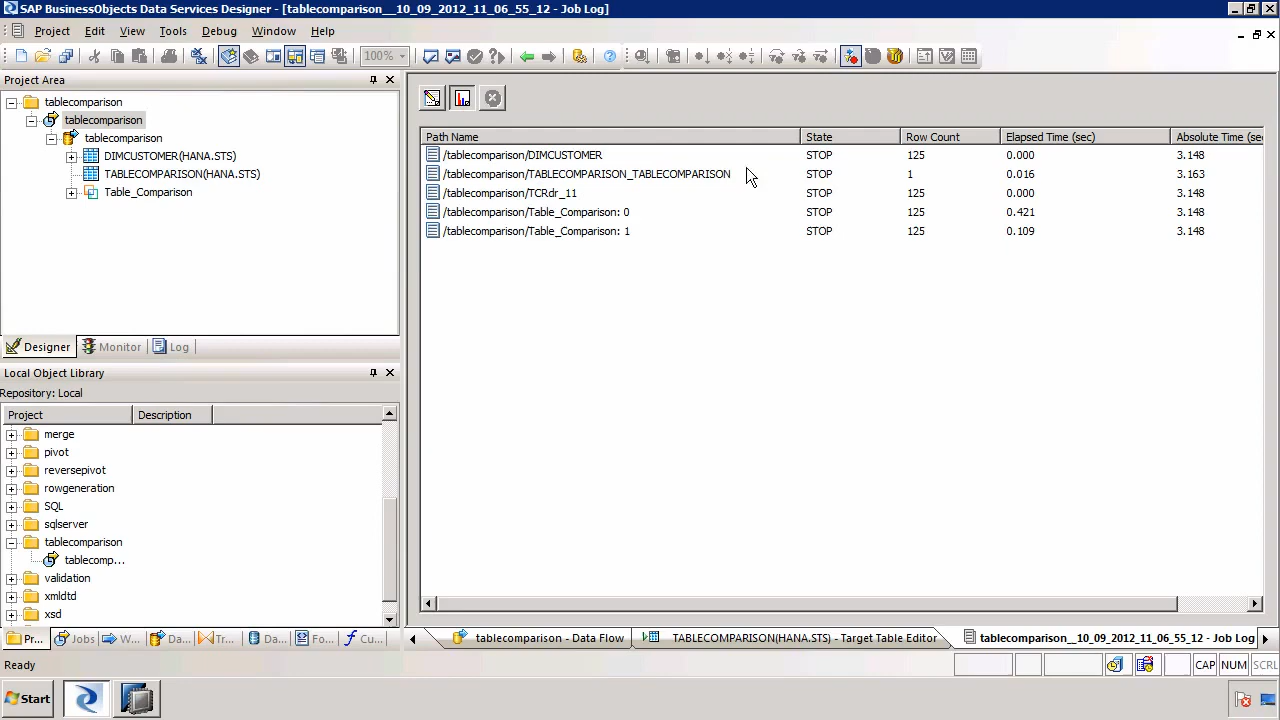 SAP BusinessObjects Data Services Designer - [tablecomparison__10_09_2012_11_06_55_12 - Job Log]
Project Edit View Tools Debug Window Help
100%
Project Area
tablecomparison
tablecomparison
tablecomparison
DIMCUSTOMER(HANA.STS)
TABLECOMPARISON(HANA.STS)
Table_Comparison
Designer Monitor Log
Local Object Library
Repository: Local
Project Description
merge
pivot
reversepivot
rowgeneration
SQL
sqlserver
tablecomparison
tablecomp...
validation
xmldtd
xsd
Pr... Jobs W... Da... Tr... Da... Fo... Cu...
Path Name State Row Count Elapsed Time (sec) Absolute Time (sec
/tablecomparison/DIMCUSTOMER STOP 125 0.000 3.148
/tablecomparison/TABLECOMPARISON_TABLECOMPARISON STOP 1 0.016 3.163
/tablecomparison/TCRdr_11 STOP 125 0.000 3.148
/tablecomparison/Table_Comparison: 0 STOP 125 0.421 3.148
/tablecomparison/Table_Comparison: 1 STOP 125 0.109 3.148
tablecomparison - Data Flow TABLECOMPARISON(HANA.STS) - Target Table Editor tablecomparison__10_09_2012_11_06_55_12 - Job Log
Ready CAP NUM SCRL
Start